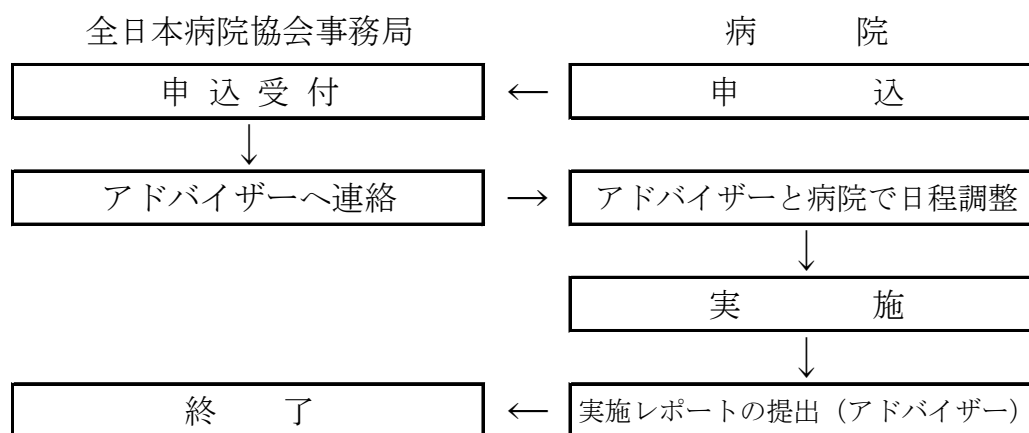 全日本病院協会事務局 病 院
申 込 受 付 ← 申 込
↓
アドバイザーへ連絡 → アドバイザーと病院で日程調整
↓
実 施
↓
終 了 ← 実施レポートの提出（アドバイザー）